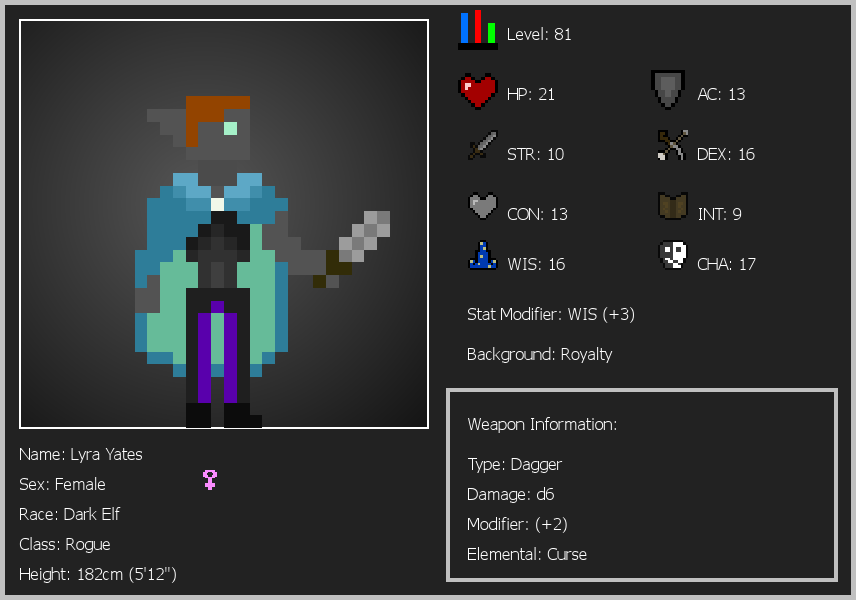 Level: 81
HP: 21
AC: 13
STR: 10
DEX: 16
CON: 13
INT: 9
WIS: 16
CHA: 17
Stat Modifier: WIS (+3)
Background: Royalty
Weapon Information:
Type: Dagger
Damage: d6
Modifier: (+2)
Elemental: Curse
Name: Lyra Yates
Sex: Female
Race: Dark Elf
Class: Rogue
Height: 182cm (5'12")